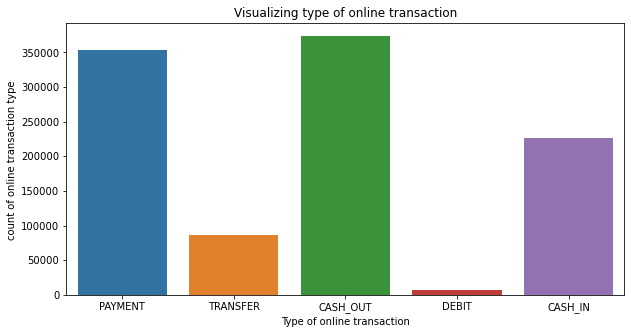 Visualizing type of online transaction
count of online transaction type
350000
300000
250000
200000
150000
100000
50000
0
PAYMENT TRANSFER CASH_OUT DEBIT CASH_IN
Type of online transaction